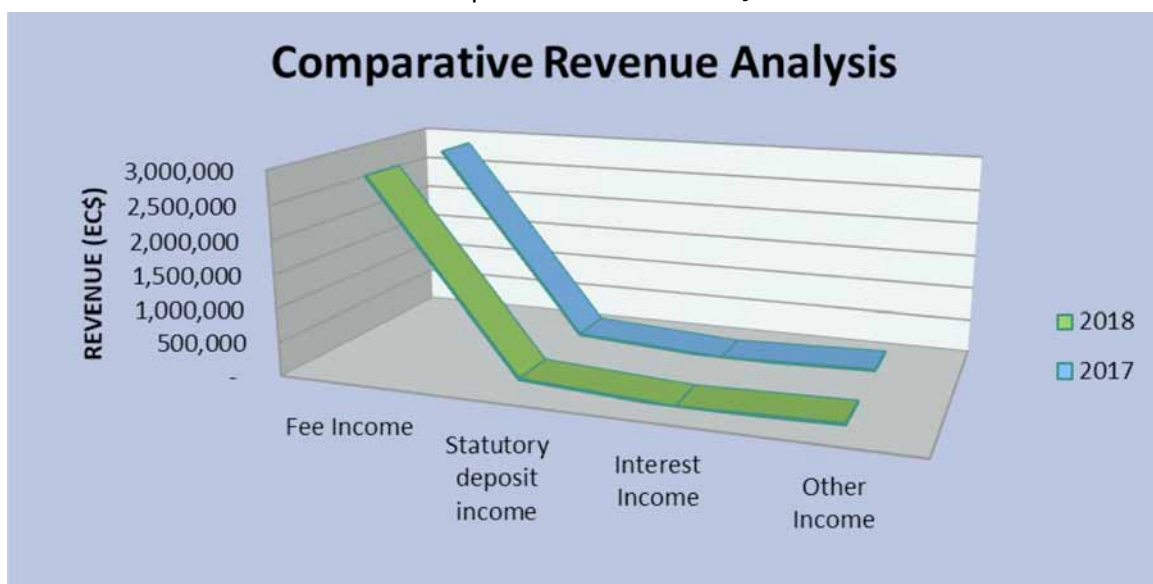 Comparative Revenue Analysis
REVENUE (EC$)
3,000,000
2,500,000
2,000,000
1,500,000
1,000,000
500,000
-
Fee Income
Statutory
deposit
income
Interest
Income
Other
Income
2018
2017